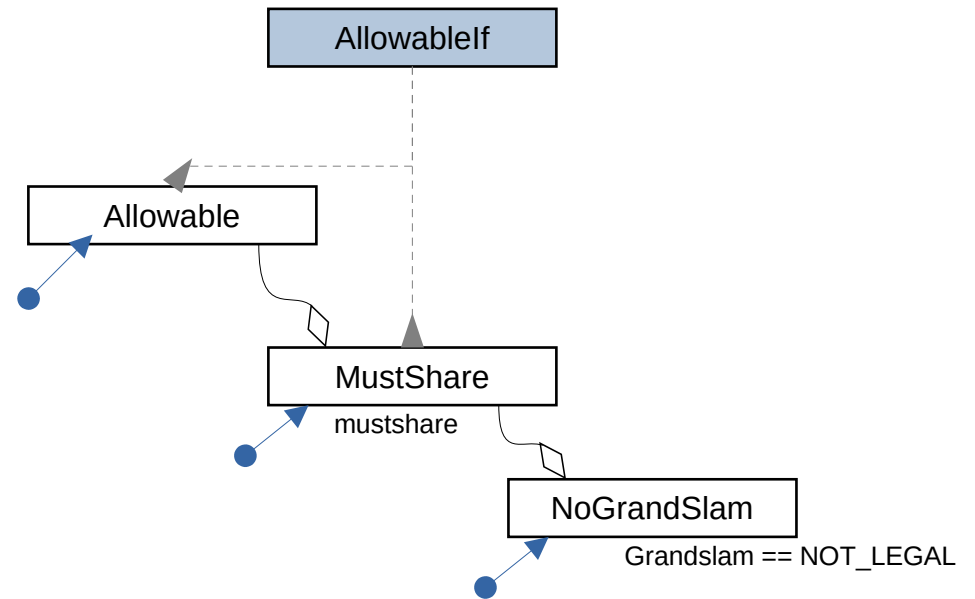 AllowableIf
Allowable
MustShare
mustshare
NoGrandSlam
Grandslam == NOT_LEGAL